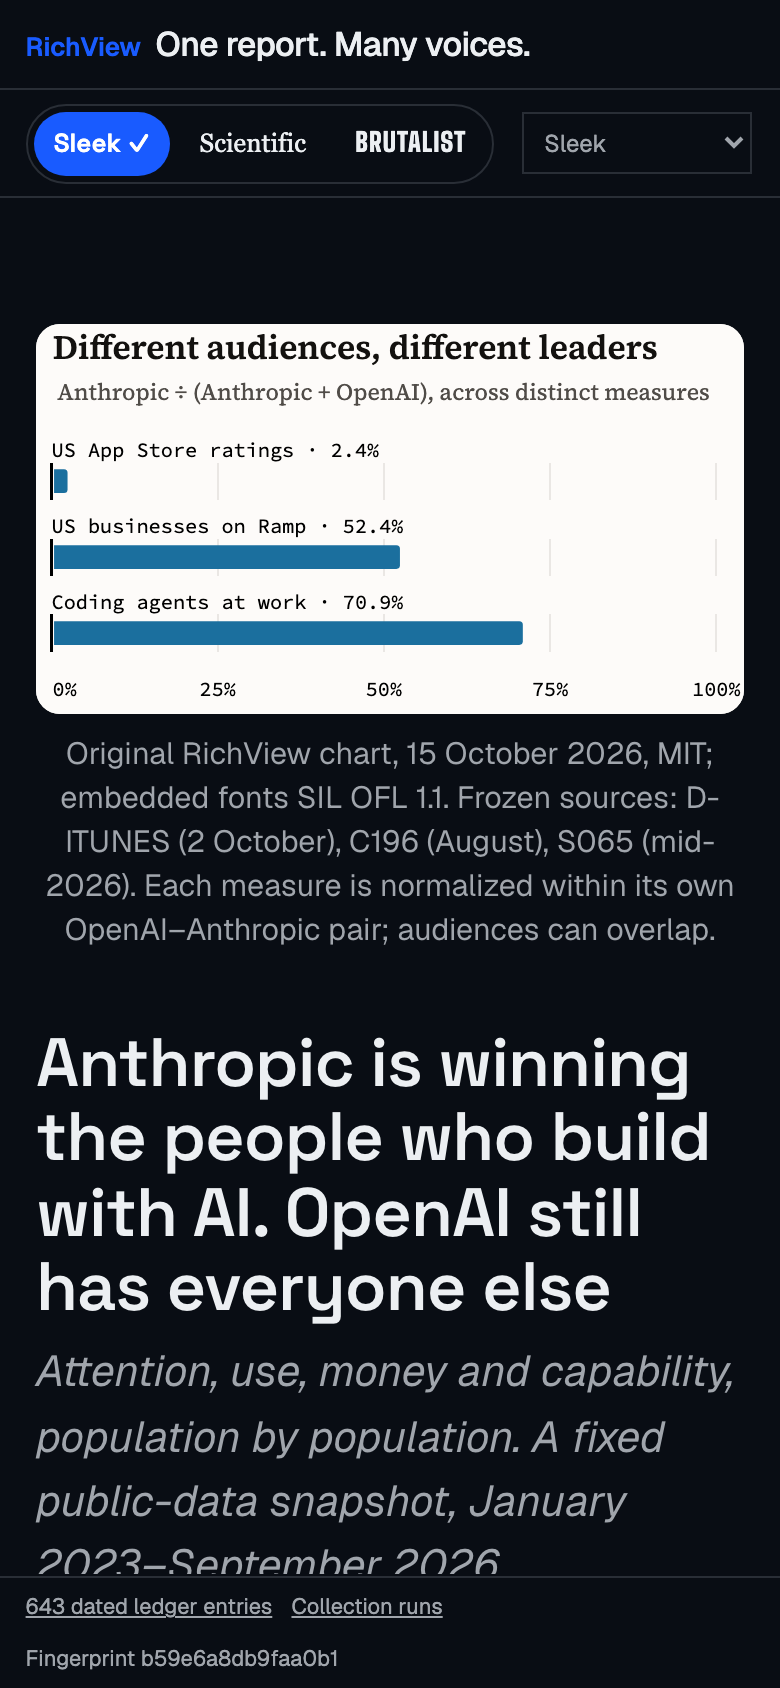 RichView One report. Many voices.
Sleek ✓ Scientific BRUTALIST Sleek
Different audiences, different leaders
Anthropic ÷ (Anthropic + OpenAI), across distinct measures
US App Store ratings · 2.4%
US businesses on Ramp · 52.4%
Coding agents at work · 70.9%
0% 25% 50% 75% 100%
Original RichView chart, 15 October 2026, MIT;
embedded fonts SIL OFL 1.1. Frozen sources: D-
ITUNES (2 October), C196 (August), S065 (mid-
2026). Each measure is normalized within its own
OpenAI–Anthropic pair; audiences can overlap.
Anthropic is winning
the people who build
with AI. OpenAI still
has everyone else
Attention, use, money and capability,
population by population. A fixed
public-data snapshot, January
2023–September 2026
643 dated ledger entries Collection runs
Fingerprint b59e6a8db9faa0b1